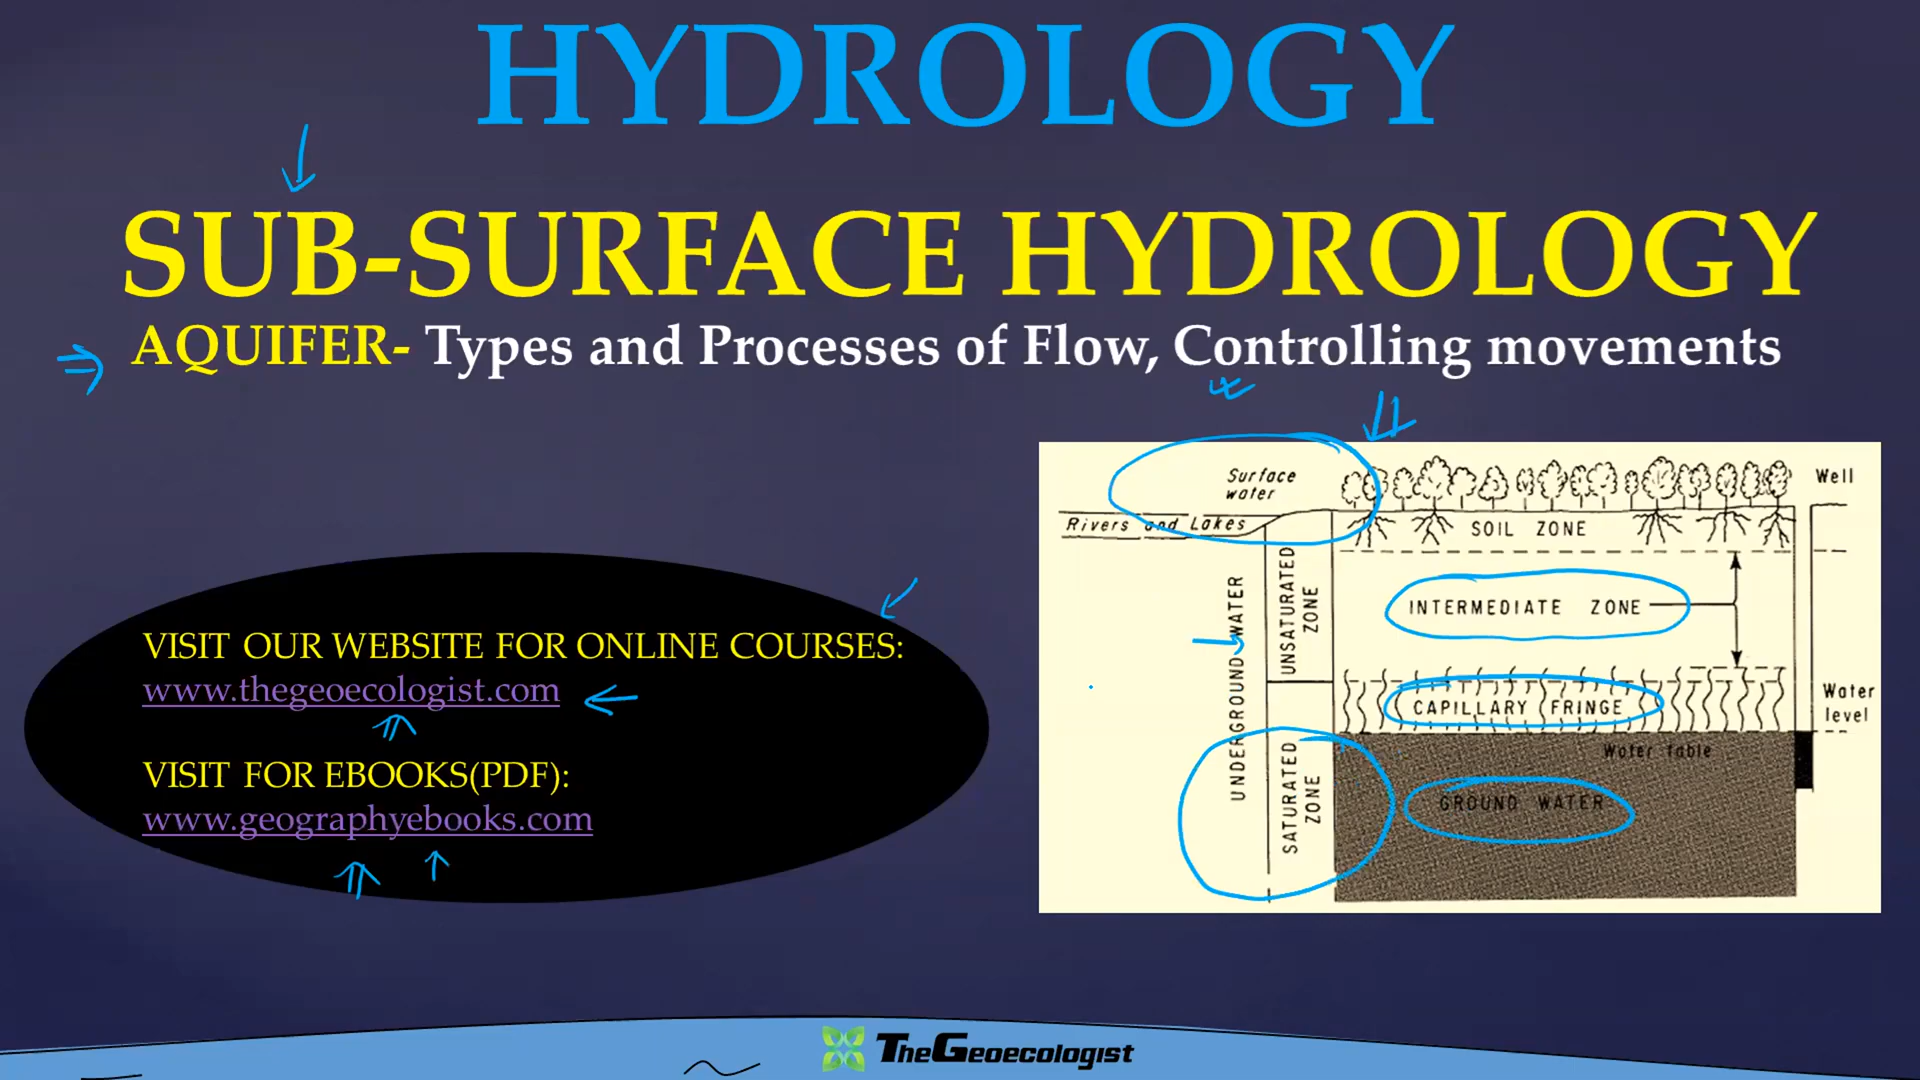 HYDROLOGY
SUB-SURFACE HYDROLOGY
AQUIFER- Types and Processes of Flow, Controlling movements
VISIT OUR WEBSITE FOR ONLINE COURSES:
www.thegeoecologist.com
VISIT FOR EBOOKS(PDF):
www.geographyebooks.com
Surface
water
Well
Rivers and Lakes
SOIL ZONE
UNDERGROUND WATER
UNSATURATED
ZONE
INTERMEDIATE ZONE
CAPILLARY FRINGE
Water
level
Water table
SATURATED
ZONE
GROUND WATER
THEGEOECOLOGIST